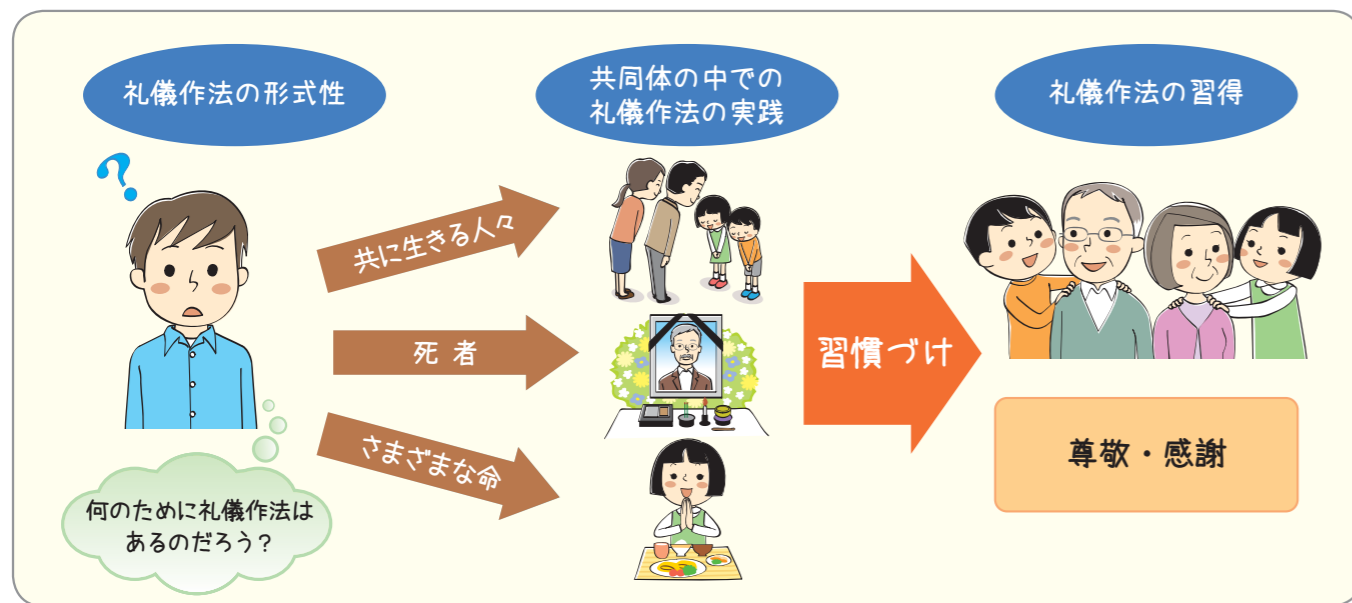 礼儀作法の形式性
共同体の中での
礼儀作法の実践
礼儀作法の習得
?
共に生きる人々
死者
さまざまな命
習慣づけ
何のために礼儀作法は
あるのだろう？
尊敬・感謝